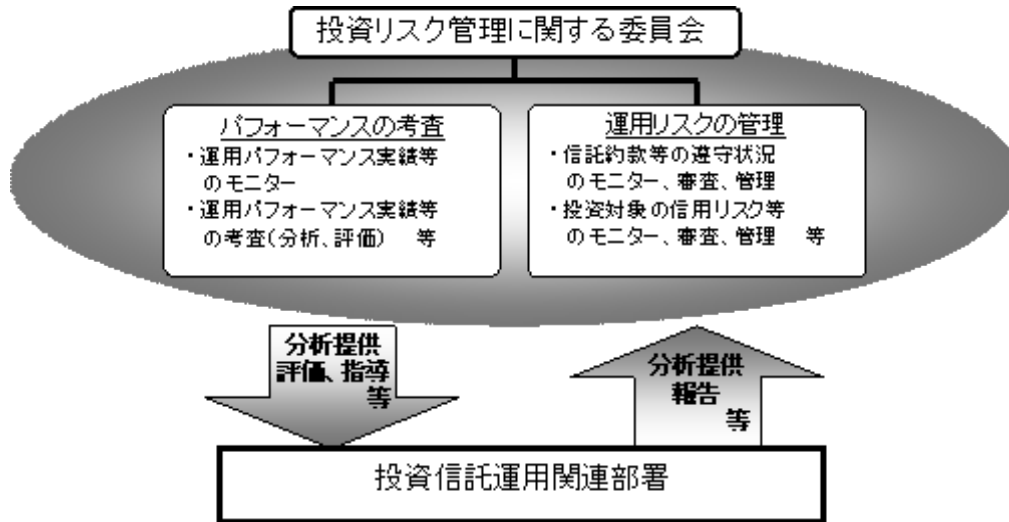 投資リスク管理に関する委員会
パフォーマンスの考査
・運用パフォーマンス実績等
のモニター
・運用パフォーマンス実績等
の考査(分析、評価) 等
運用リスクの管理
・信託約款等の遵守状況
のモニター、審査、管理
・投資対象の信用リスク等
のモニター、審査、管理 等
分析提供
評価、指導
等
分析提供
報告
等
投資信託運用関連部署